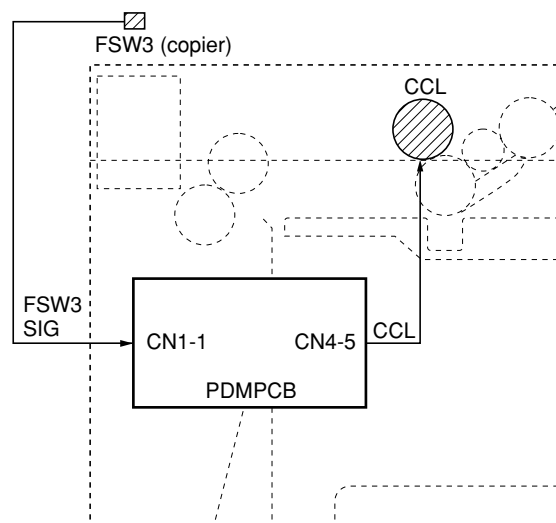 FSW3 (copier)
CCL
FSW3
SIG
CN1-1
CN4-5
CCL
PDMPCB